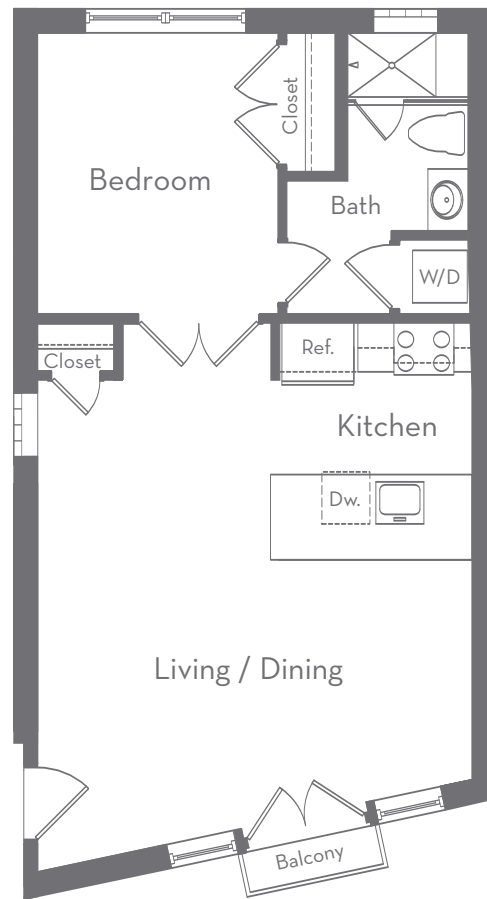 Closet
Bedroom
Bath
W/D
Closet
Ref.
Kitchen
Dw.
Living / Dining
Balcony